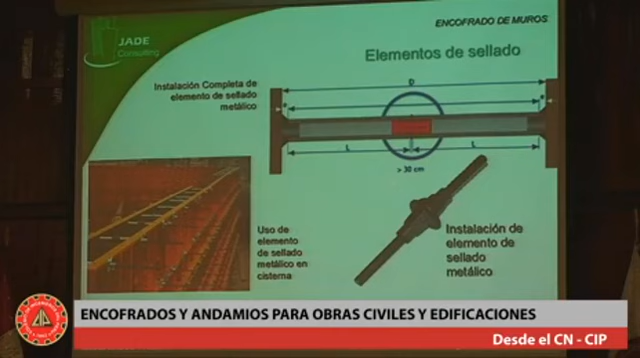 JADE
Consulting
ENCOFRADO DE MUROS
Elementos de sellado
Instalación Completa de
elemento de sellado
metálico
D
e
e
L
L
> 30 cm
Uso de
elemento
de sellado
metálico en
cisterna
Instalación de
elemento de
sellado
metálico
ENCOFRADOS Y ANDAMIOS PARA OBRAS CIVILES Y EDIFICACIONES
Desde el CN - CIP